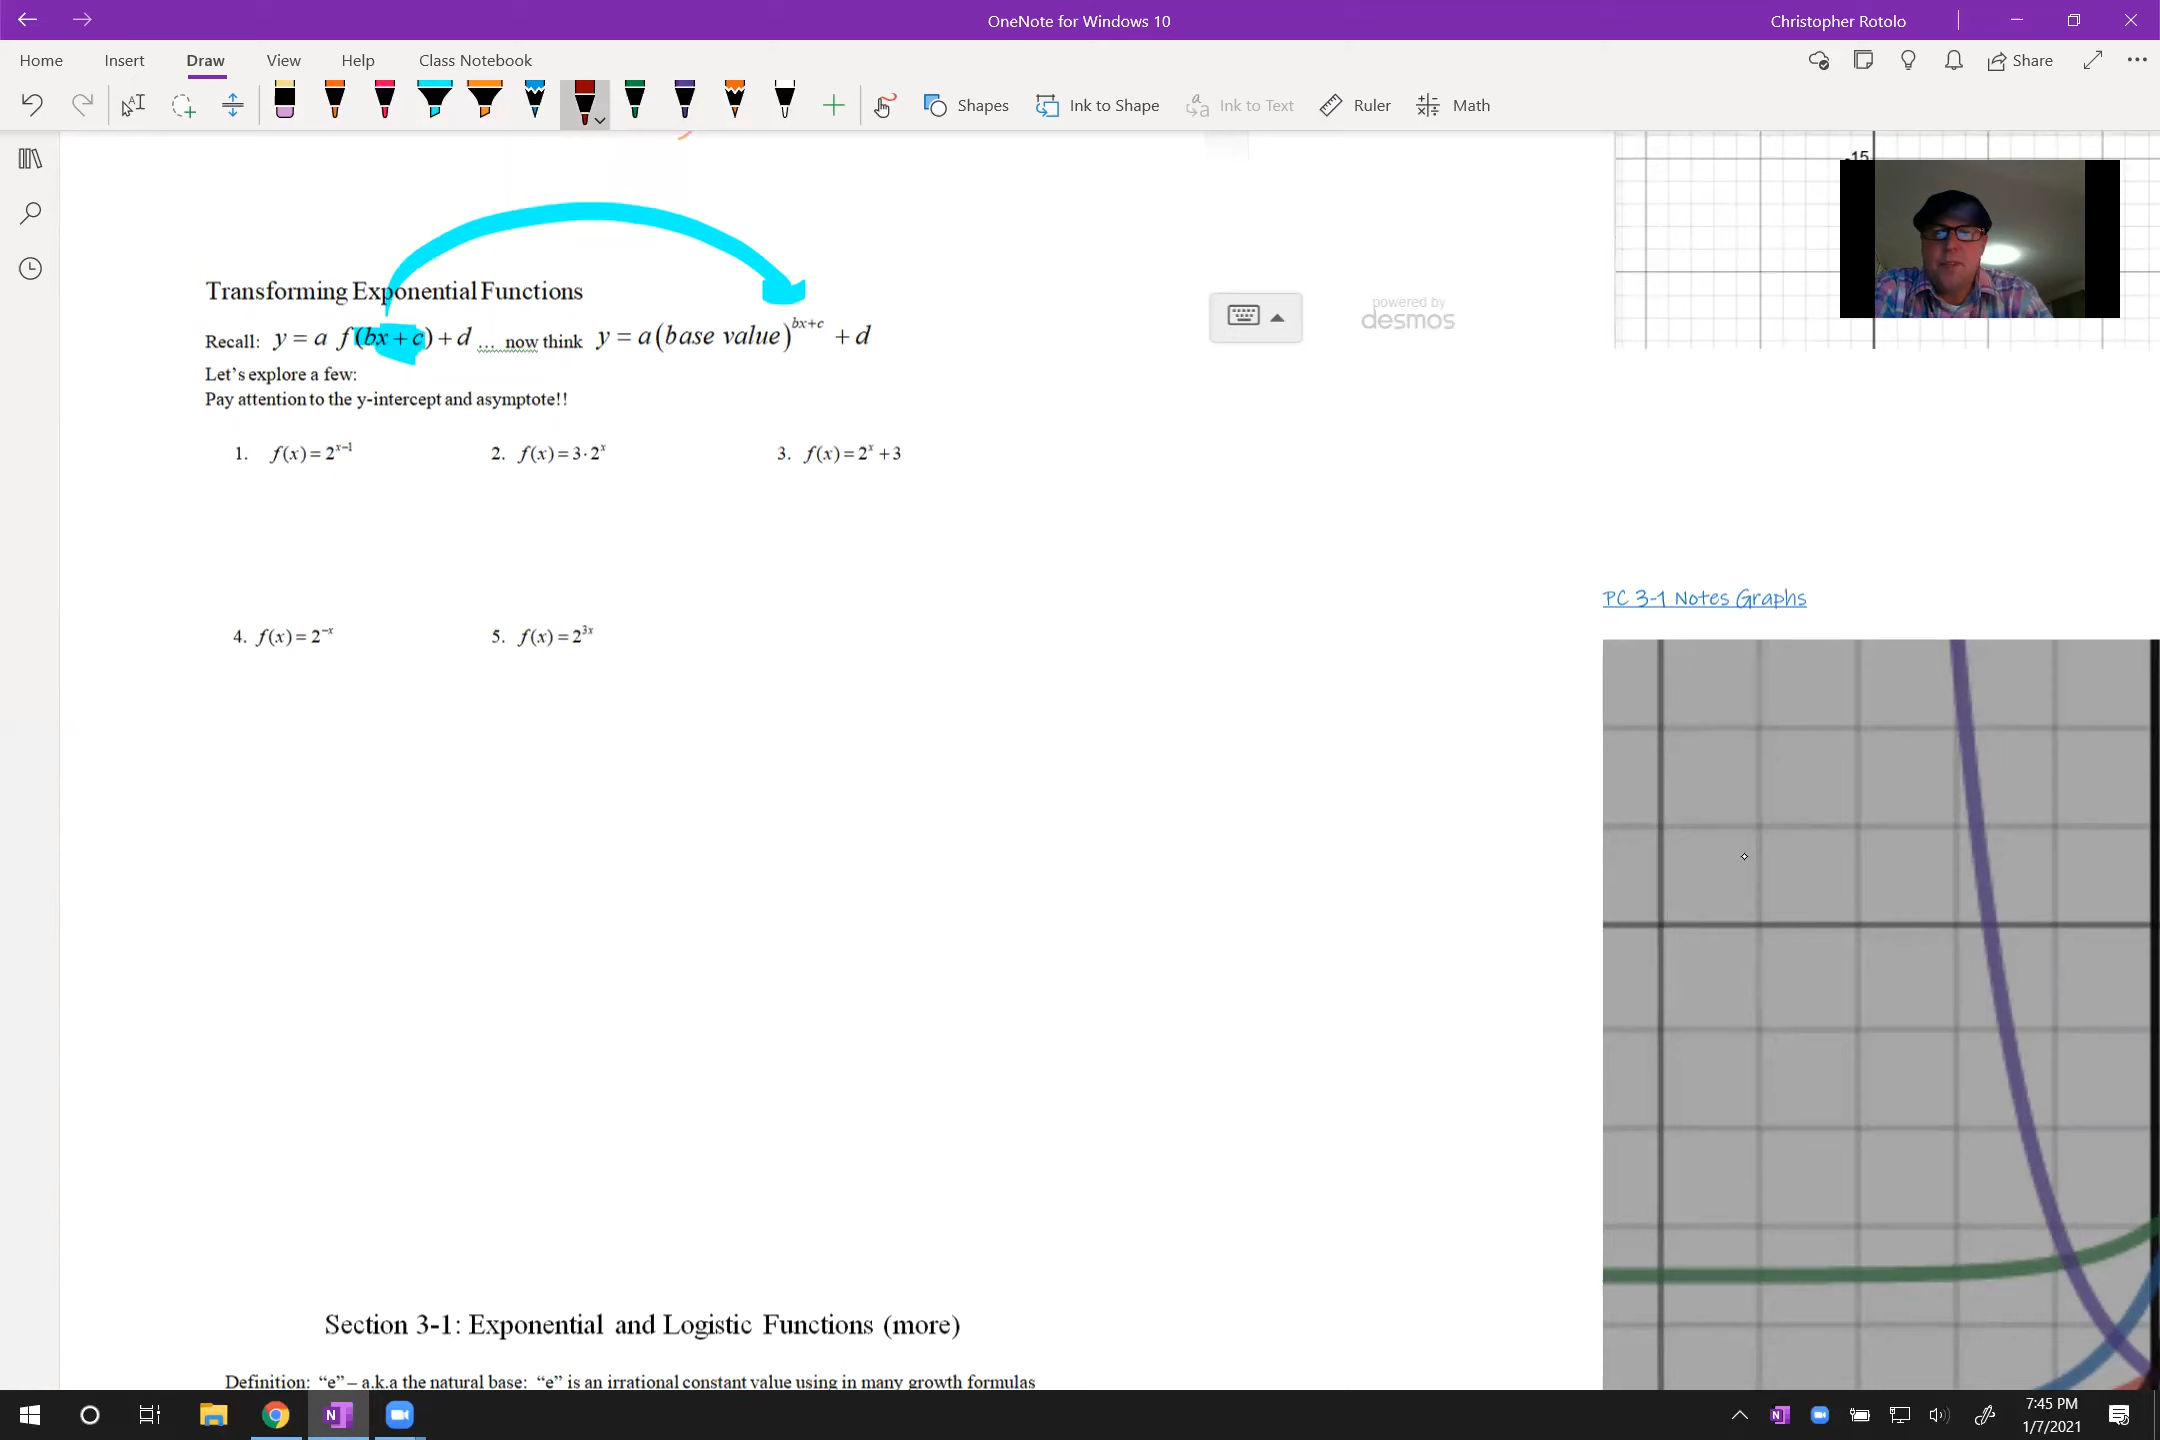 OneNote for Windows 10
Christopher Rotolo
Home Insert Draw View Help Class Notebook
Share
Shapes Ink to Shape Ink to Text Ruler Math
-15
Transforming Exponential Functions
Recall: y = a f(bx + c) + d ... now think y = a(base value)^{bx+c} + d
powered by
desmos
Let's explore a few:
Pay attention to the y-intercept and asymptote!!
1. f(x) = 2^{x-1} 2. f(x) = 3·2^{x} 3. f(x) = 2^{x} + 3
PC 3-1 Notes Graphs
4. f(x) = 2^{-x} 5. f(x) = 2^{3x}
Section 3-1: Exponential and Logistic Functions (more)
Definition: “e” – a.k.a the natural base: “e” is an irrational constant value using in many growth formulas
7:45 PM
1/7/2021